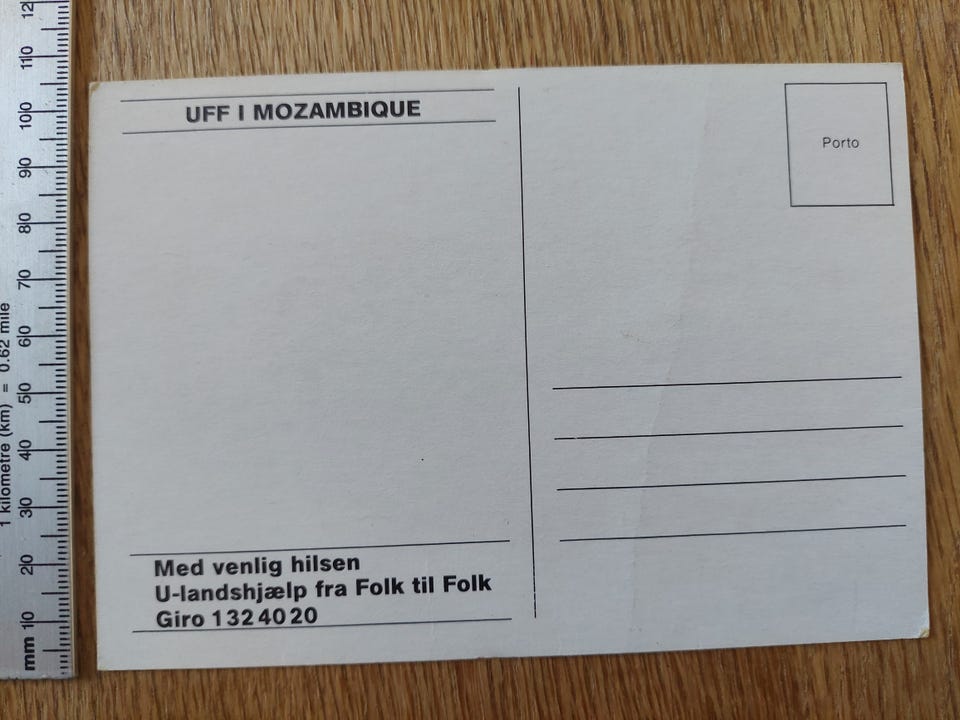 UFF I MOZAMBIQUE
Porto
Med venlig hilsen
U-landshjælp fra Folk til Folk
Giro 1 32 40 20
mm 10 20 30 40 50 60 70 80 90 100 110 12
1 kilometre (km) = 0.62 mile